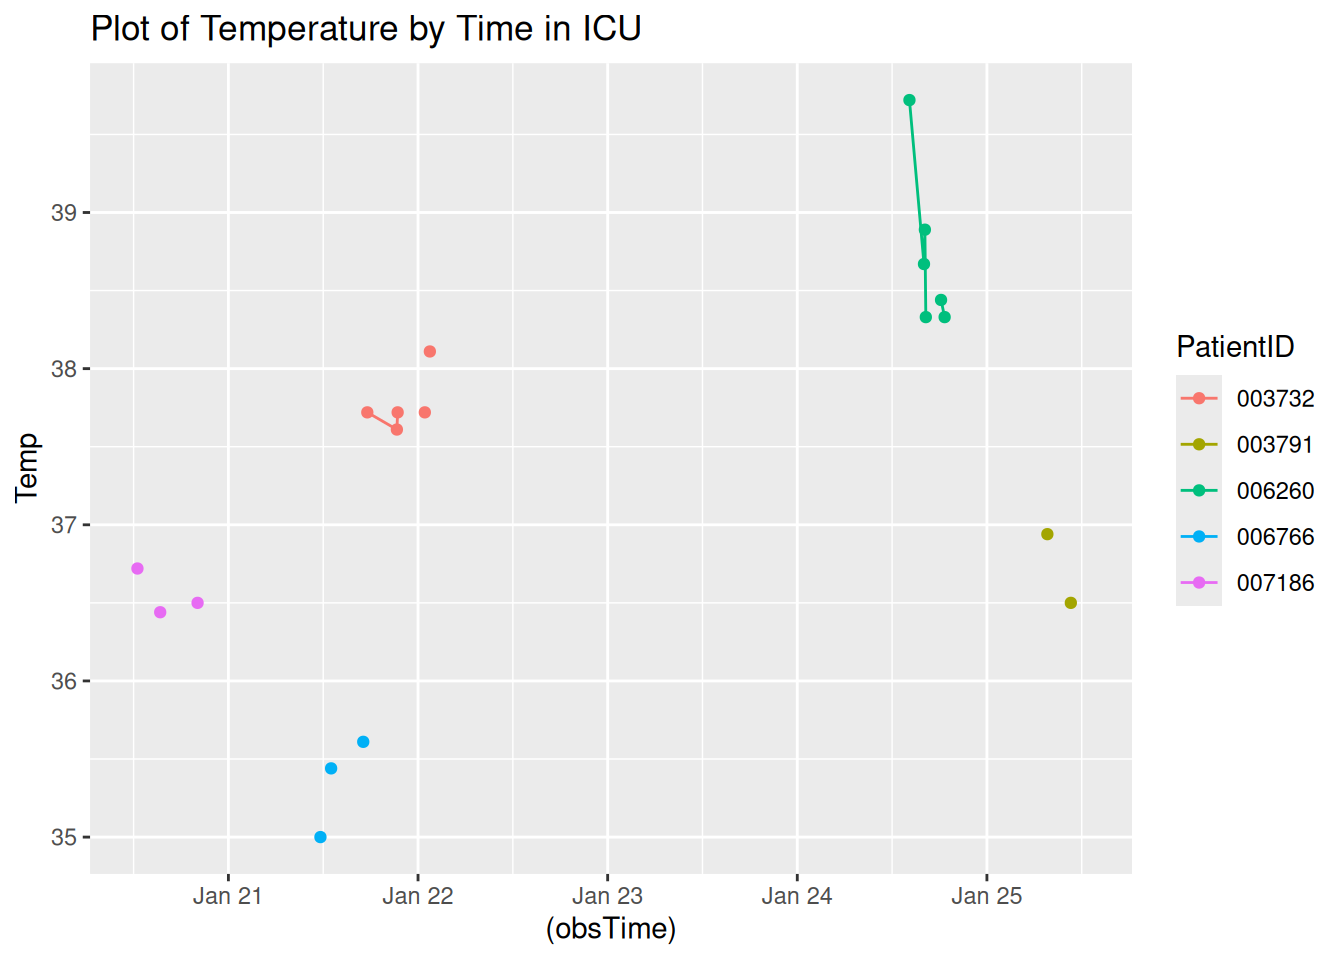 Plot of Temperature by Time in ICU
39
38
37
36
35
Temp
Jan 21
Jan 22
Jan 23
Jan 24
Jan 25
(obsTime)
PatientID
003732
003791
006260
006766
007186